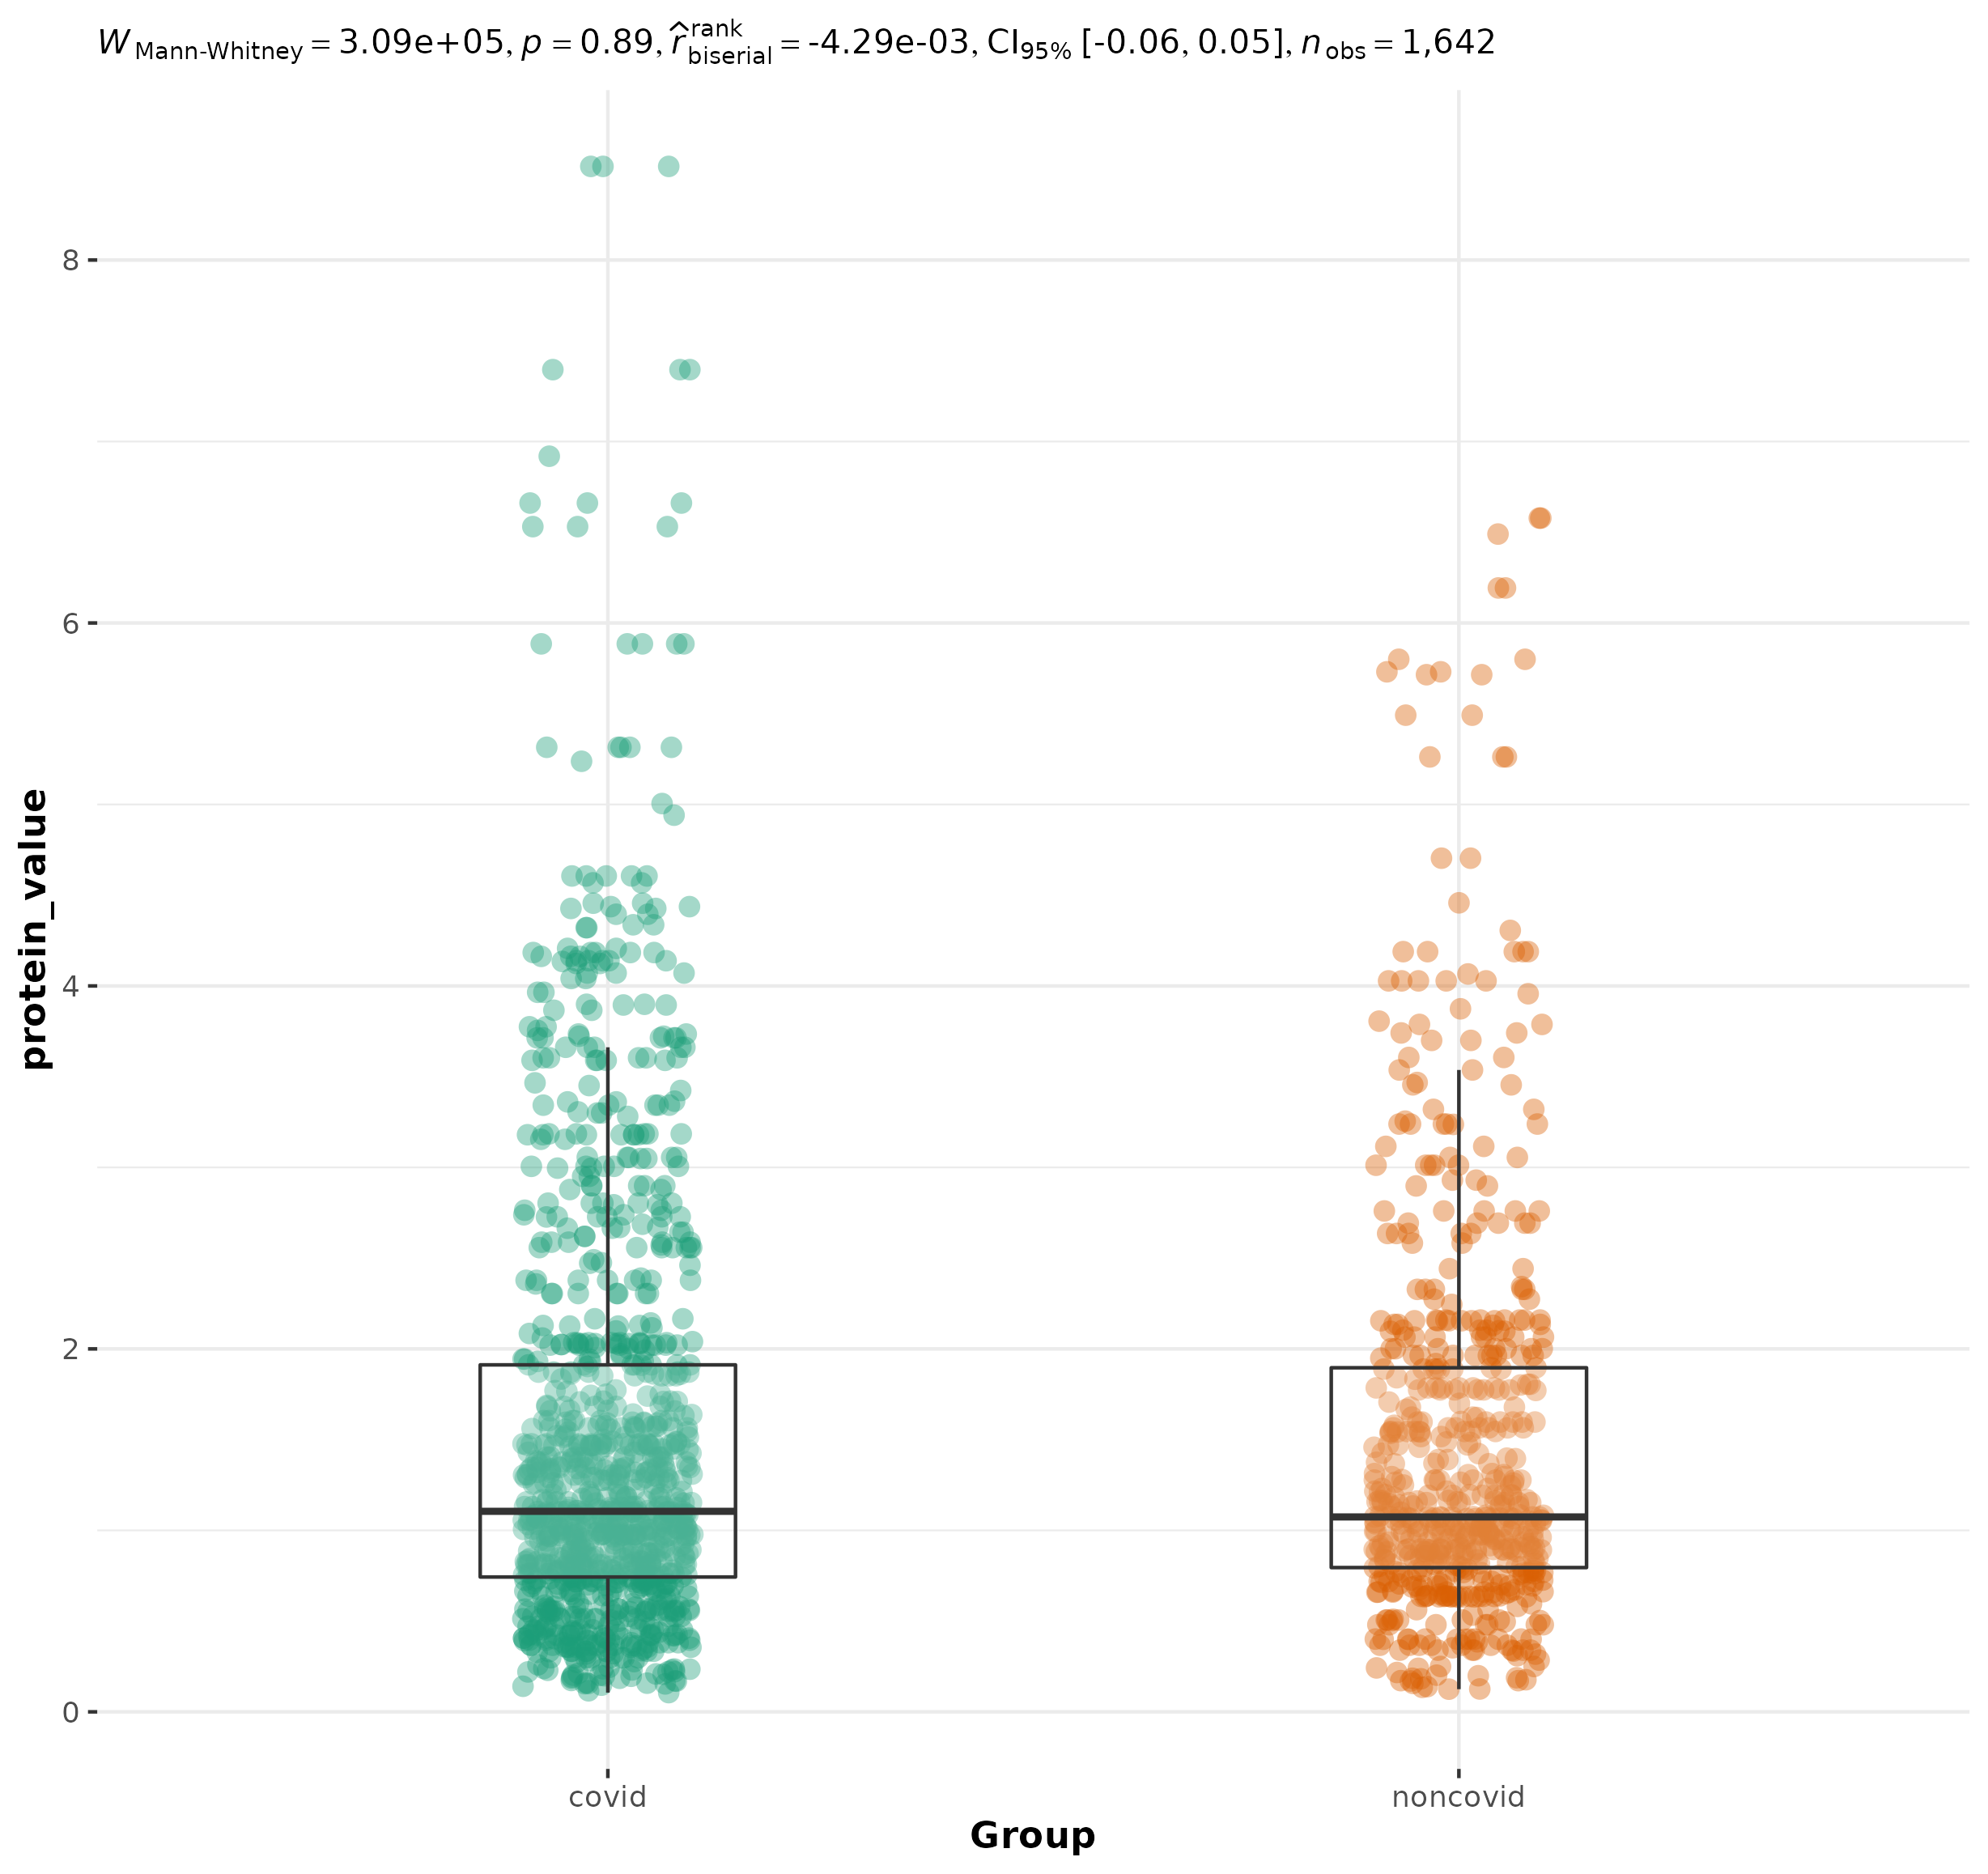 W Mann-Whitney = 3.09e+05, p = 0.89, r̂ rank biserial = -4.29e-03, CI95% [-0.06, 0.05], n obs = 1,642
8
6
4
2
0
protein_value
covid noncovid
Group